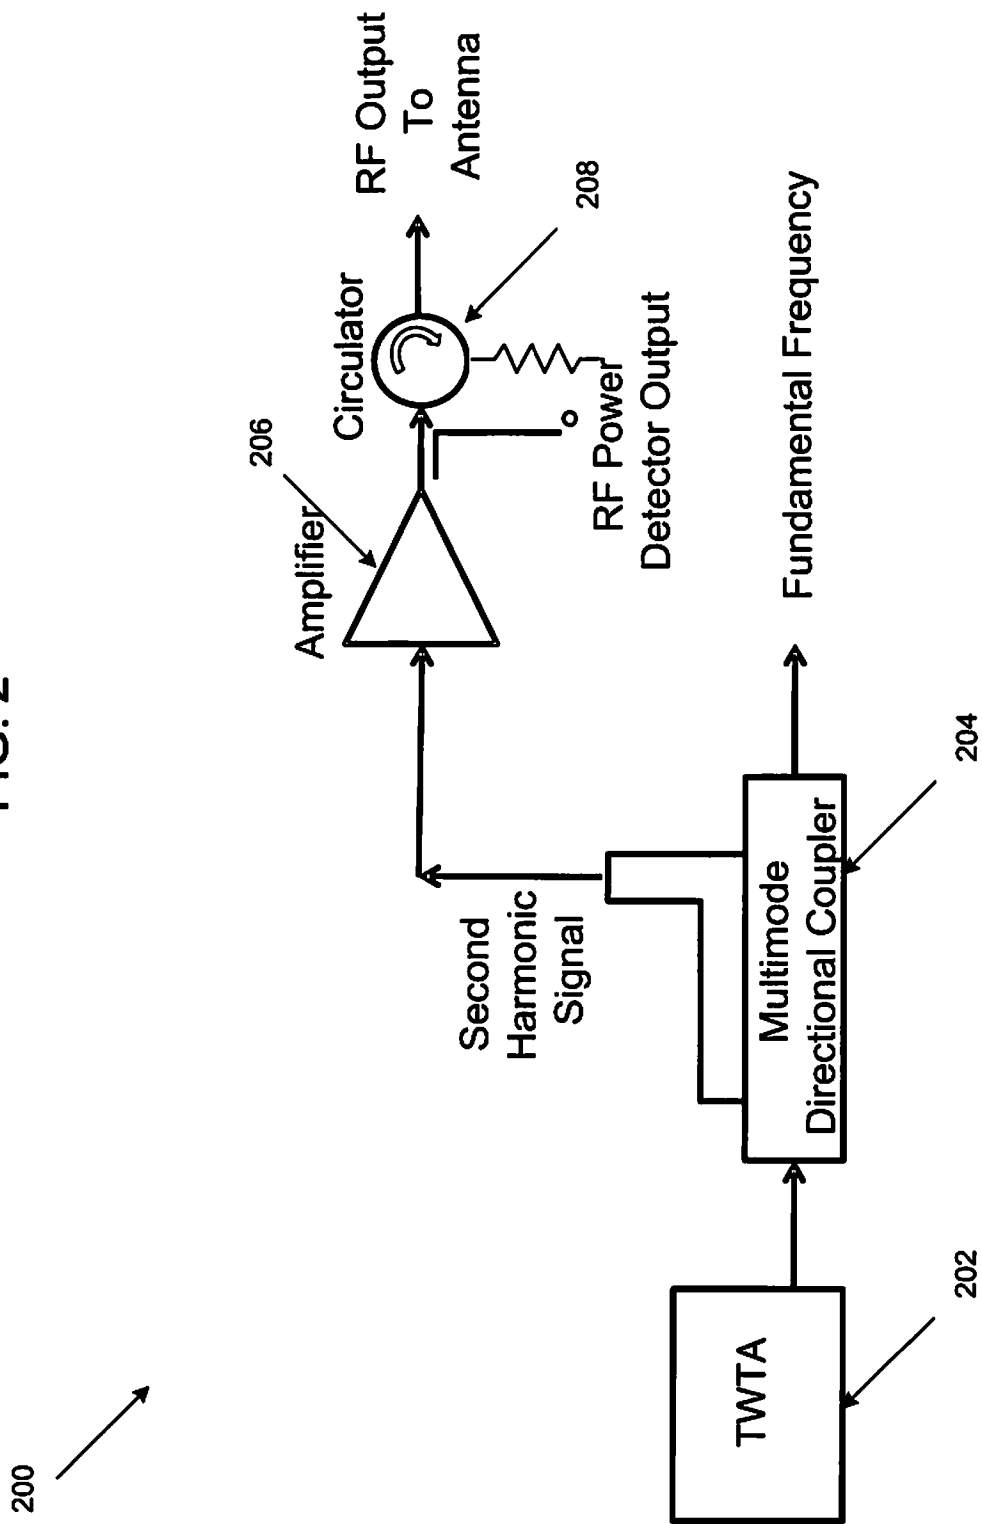 FIG. 2
200
206
Amplifier
Circulator
RF Output
To
Antenna
208
Second
Harmonic
Signal
RF Power
Detector Output
TWTA
Multimode
Directional Coupler
Fundamental Frequency
202
204